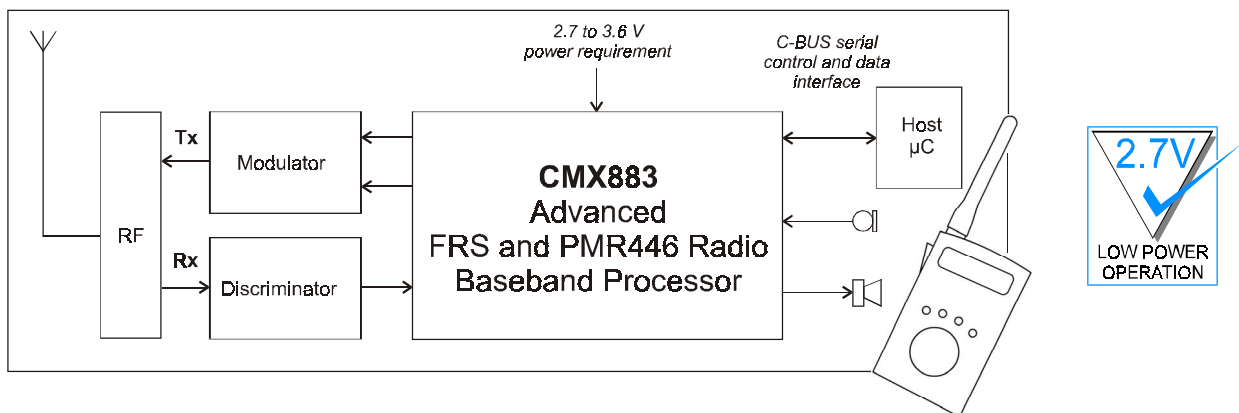 2.7 to 3.6 V
power requirement
C-BUS serial
control and data
interface
Tx
Modulator
RF
Rx
Discriminator
CMX883
Advanced
FRS and PMR446 Radio
Baseband Processor
Host
µC
2.7V
LOW POWER
OPERATION